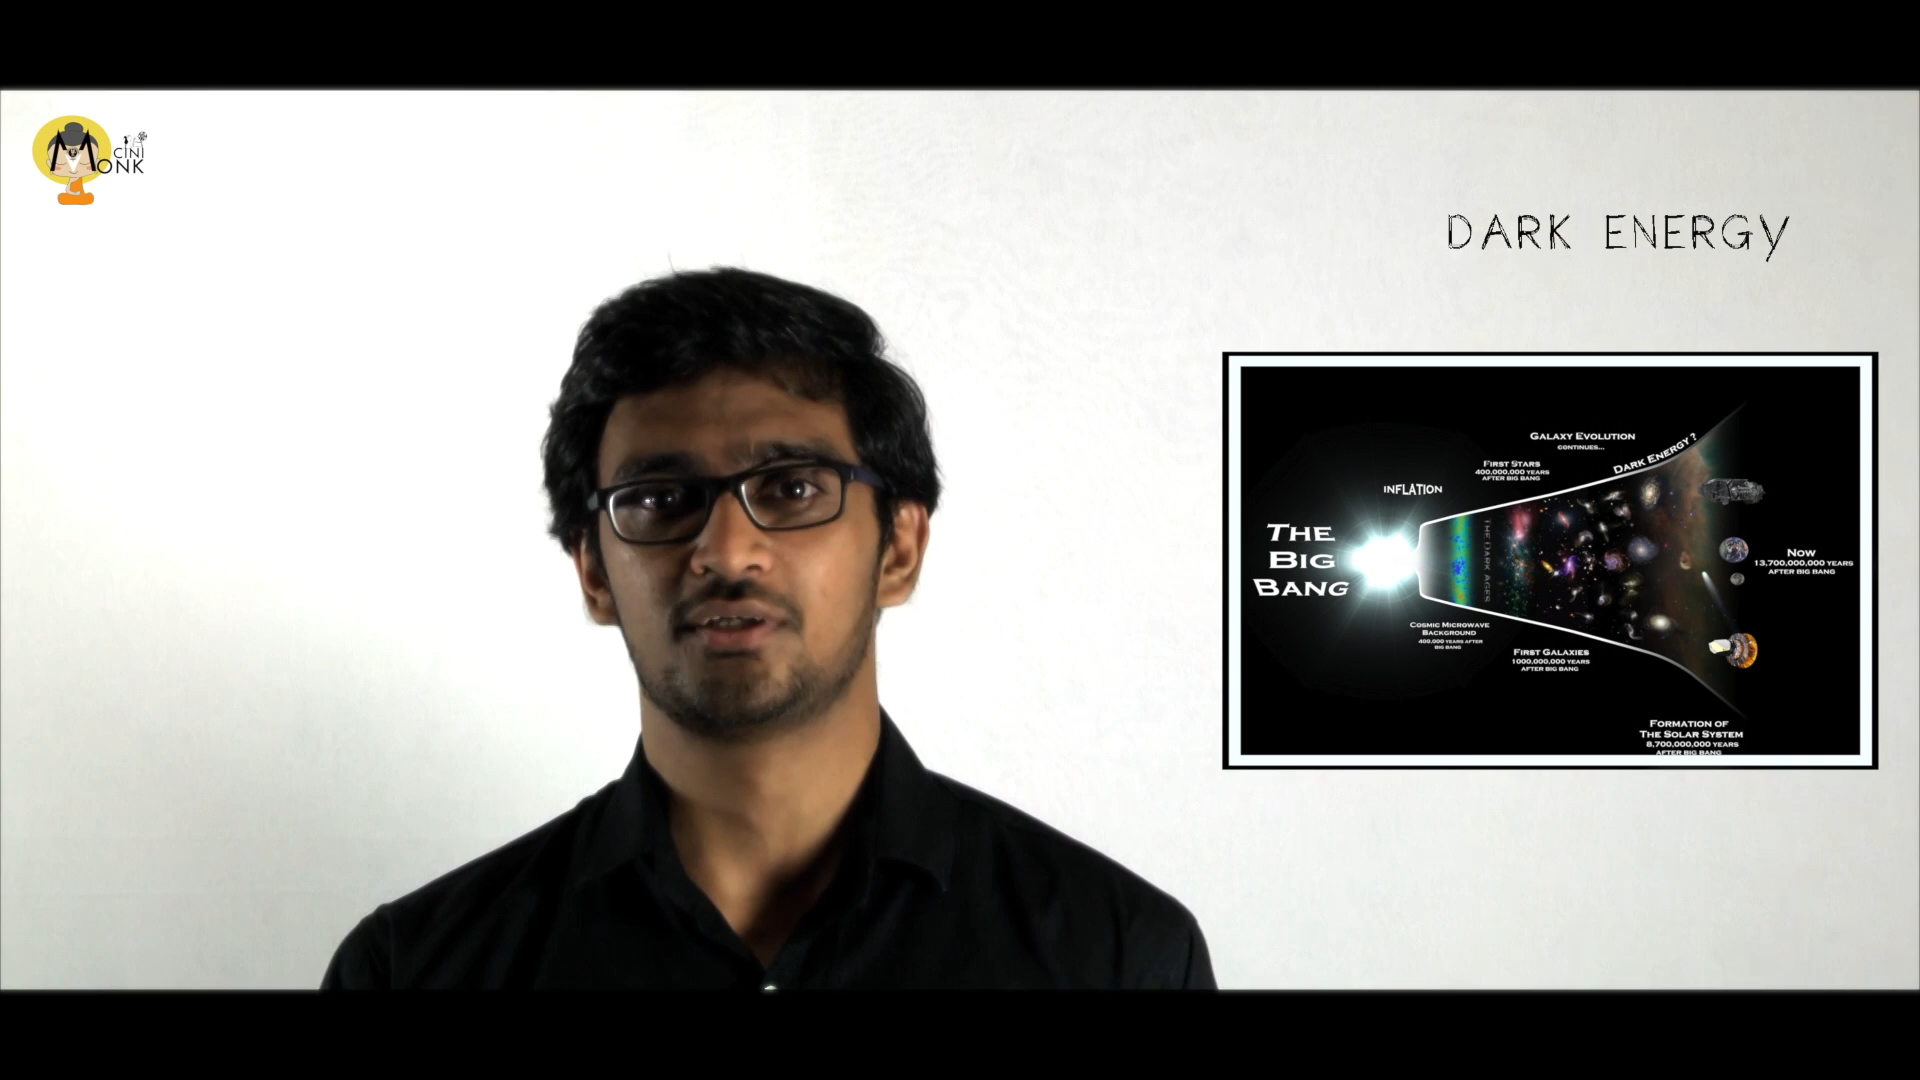 CINI
MONK
DARK ENERGY
GALAXY EVOLUTION
CONTINUES...
DARK ENERGY ?
FIRST STARS
400,000,000 YEARS
AFTER BIG BANG
INFLATION
THE
BIG
BANG
THE DARK AGES
NOW
13,700,000,000 YEARS
AFTER BIG BANG
COSMIC MICROWAVE
BACKGROUND
400,000 YEARS AFTER
BIG BANG
FIRST GALAXIES
1000,000,000 YEARS
AFTER BIG BANG
FORMATION OF
THE SOLAR SYSTEM
8,700,000,000 YEARS
AFTER BIG BANG